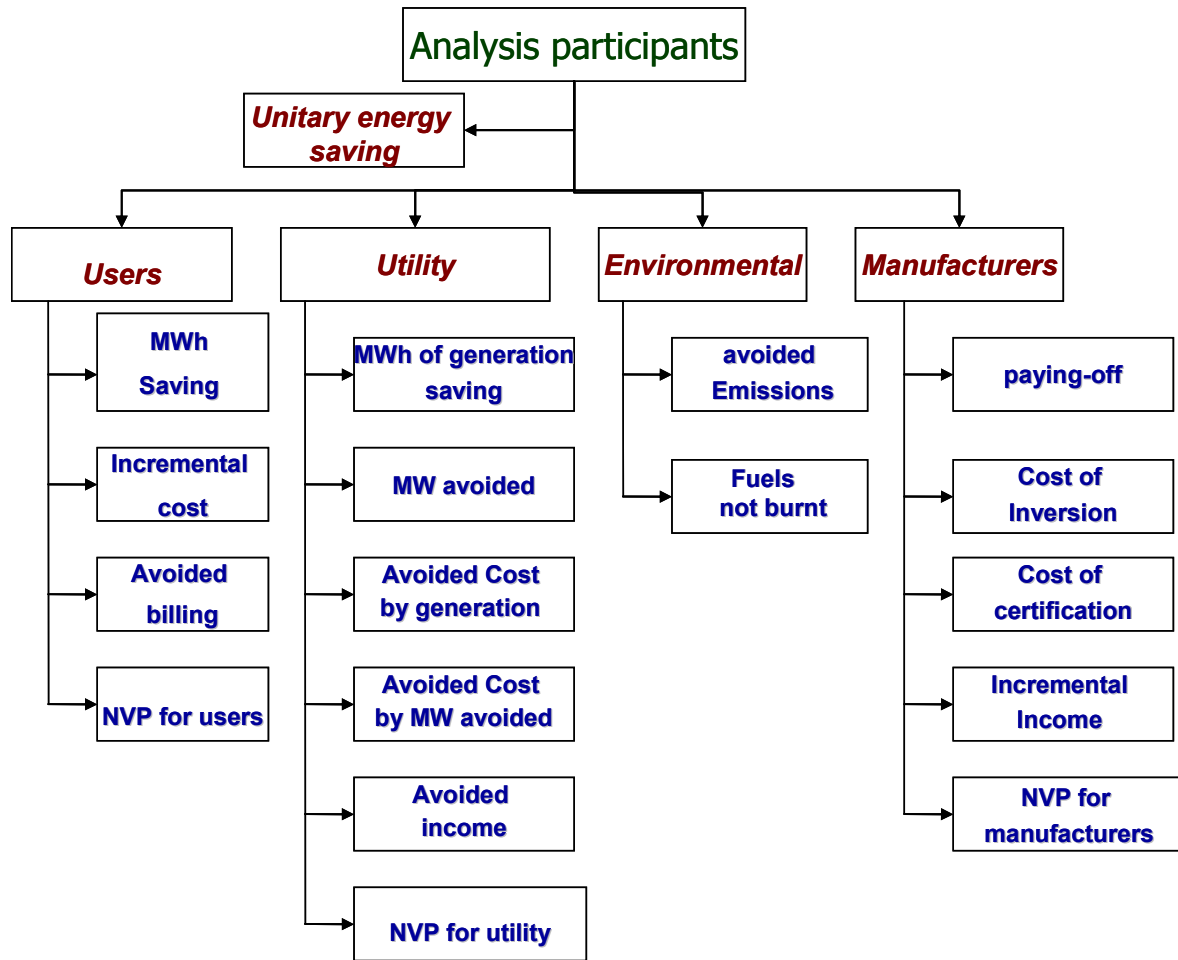 Analysis participants
Unitary energy
saving
Users
Utility
Environmental
Manufacturers
MWh
Saving
Incremental
cost
Avoided
billing
NVP for users
MWh of generation
saving
MW avoided
Avoided Cost
by generation
Avoided Cost
by MW avoided
Avoided
income
NVP for utility
avoided
Emissions
Fuels
not burnt
paying-off
Cost of
Inversion
Cost of
certification
Incremental
Income
NVP for
manufacturers